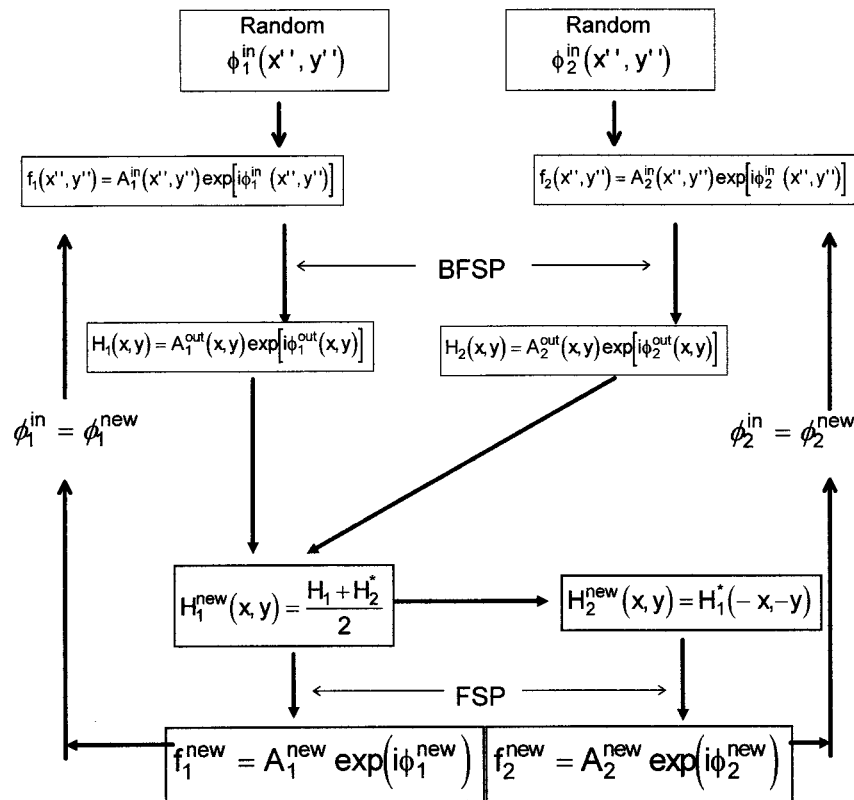 Random
ϕ₁ⁱⁿ(x'', y'')
Random
ϕ₂ⁱⁿ(x'', y'')
f₁(x'', y'') = A₁ⁱⁿ(x'', y'') exp[iϕ₁ⁱⁿ (x'', y'')]
f₂(x'', y'') = A₂ⁱⁿ(x'', y'') exp[iϕ₂ⁱⁿ (x'', y'')]
BFSP
H₁(x, y) = A₁ᵒᵘᵗ(x, y) exp[iϕ₁ᵒᵘᵗ(x, y)]
H₂(x, y) = A₂ᵒᵘᵗ(x, y) exp[iϕ₂ᵒᵘᵗ(x, y)]
ϕ₁ⁱⁿ = ϕ₁ⁿᵉʷ
ϕ₂ⁱⁿ = ϕ₂ⁿᵉʷ
H₁ⁿᵉʷ(x, y) = (H₁ + H₂*)/2
H₂ⁿᵉʷ(x, y) = H₁*(− x, −y)
FSP
f₁ⁿᵉʷ = A₁ⁿᵉʷ exp(iϕ₁ⁿᵉʷ)
f₂ⁿᵉʷ = A₂ⁿᵉʷ exp(iϕ₂ⁿᵉʷ)